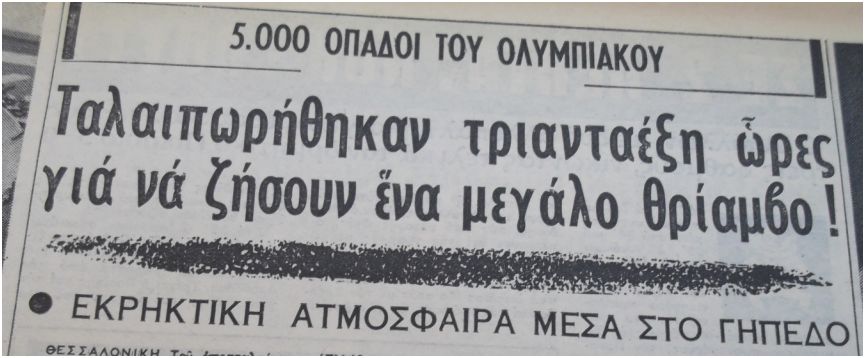 5.000 ΟΠΑΔΟΙ ΤΟΥ ΟΛΥΜΠΙΑΚΟΥ
Ταλαιπωρήθηκαν τριανταέξη ὧρες
γιά νά ζήσουν ἕνα μεγάλο θρίαμβο!
● ΕΚΡΗΚΤΙΚΗ ΑΤΜΟΣΦΑΙΡΑ ΜΕΣΑ ΣΤΟ ΓΗΠΕΔΟ
ΘΕΣΣΑΛΟΝΙΚΗ Τοῦ